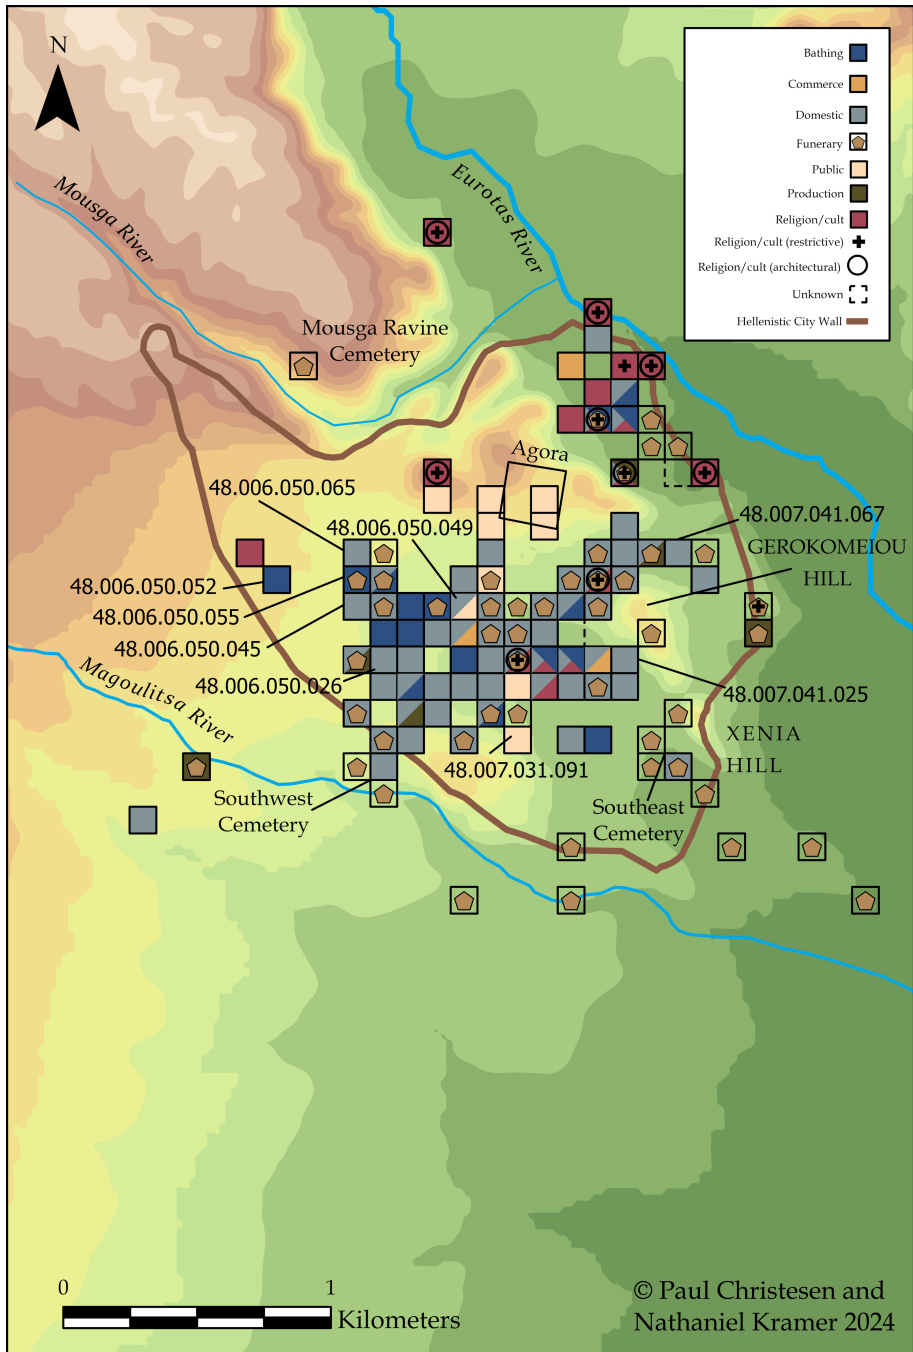 N
Bathing
Commerce
Domestic
Funerary
Public
Production
Religion/cult
Religion/cult (restrictive)
Religion/cult (architectural)
Unknown
Hellenistic City Wall
Mousga River
Eurotas River
Mousga Ravine
Cemetery
Agora
48.006.050.065
48.006.050.049
48.007.041.067
GEROKOMEIOU
HILL
48.006.050.052
48.006.050.055
48.006.050.045
48.006.050.026
Magoulitsa River
48.007.041.025
XENIA
HILL
48.007.031.091
Southwest
Cemetery
Southeast
Cemetery
0
1
Kilometers
© Paul Christesen and
Nathaniel Kramer 2024